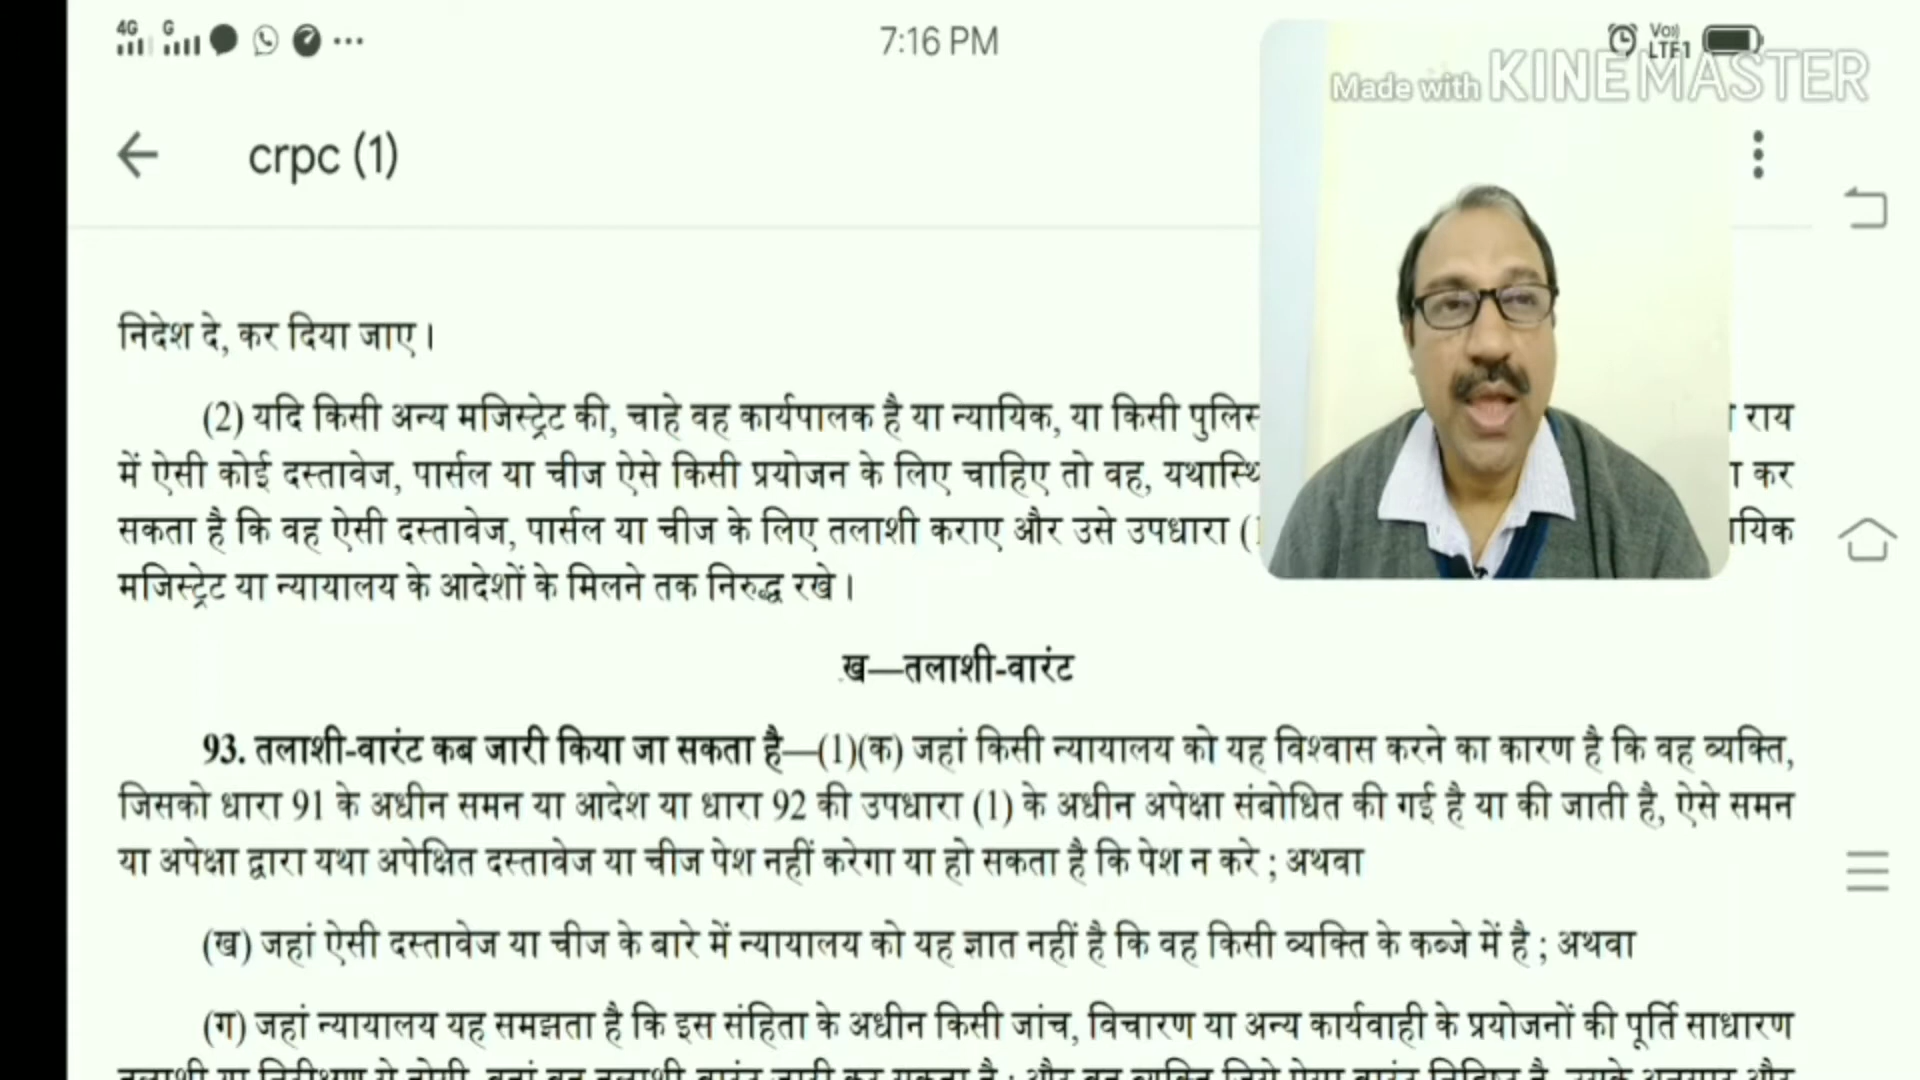 4G G 7:16 PM Vo)) LTE1
Made with KINEMASTER
crpc (1)
निदेश दे, कर दिया जाए ।
(2) यदि किसी अन्य मजिस्ट्रेट की, चाहे वह कार्यपालक है या न्यायिक, या किसी पुलिस राय
में ऐसी कोई दस्तावेज, पार्सल या चीज ऐसे किसी प्रयोजन के लिए चाहिए तो वह, कर
सकता है कि वह ऐसी दस्तावेज, पार्सल या चीज के लिए तलाशी कराए और उसे उपधारा
मजिस्ट्रेट या न्यायालय के आदेशों के मिलने तक निरुद्ध रखे ।
ख—तलाशी-वारंट
93. तलाशी-वारंट कब जारी किया जा सकता है—(1)(क) जहां किसी न्यायालय को यह विश्वास करने का कारण है कि वह व्यक्ति,
जिसको धारा 91 के अधीन समन या आदेश या धारा 92 की उपधारा (1) के अधीन अपेक्षा संबोधित की गई है या की जाती है, ऐसे समन
या अपेक्षा द्वारा यथा अपेक्षित दस्तावेज या चीज पेश नहीं करेगा या हो सकता है कि पेश न करे ; अथवा
(ख) जहां ऐसी दस्तावेज या चीज के बारे में न्यायालय को यह ज्ञात नहीं है कि वह किसी व्यक्ति के कब्जे में है ; अथवा
(ग) जहां न्यायालय यह समझता है कि इस संहिता के अधीन किसी जांच, विचारण या अन्य कार्यवाही के प्रयोजनों की पूर्ति साधारण